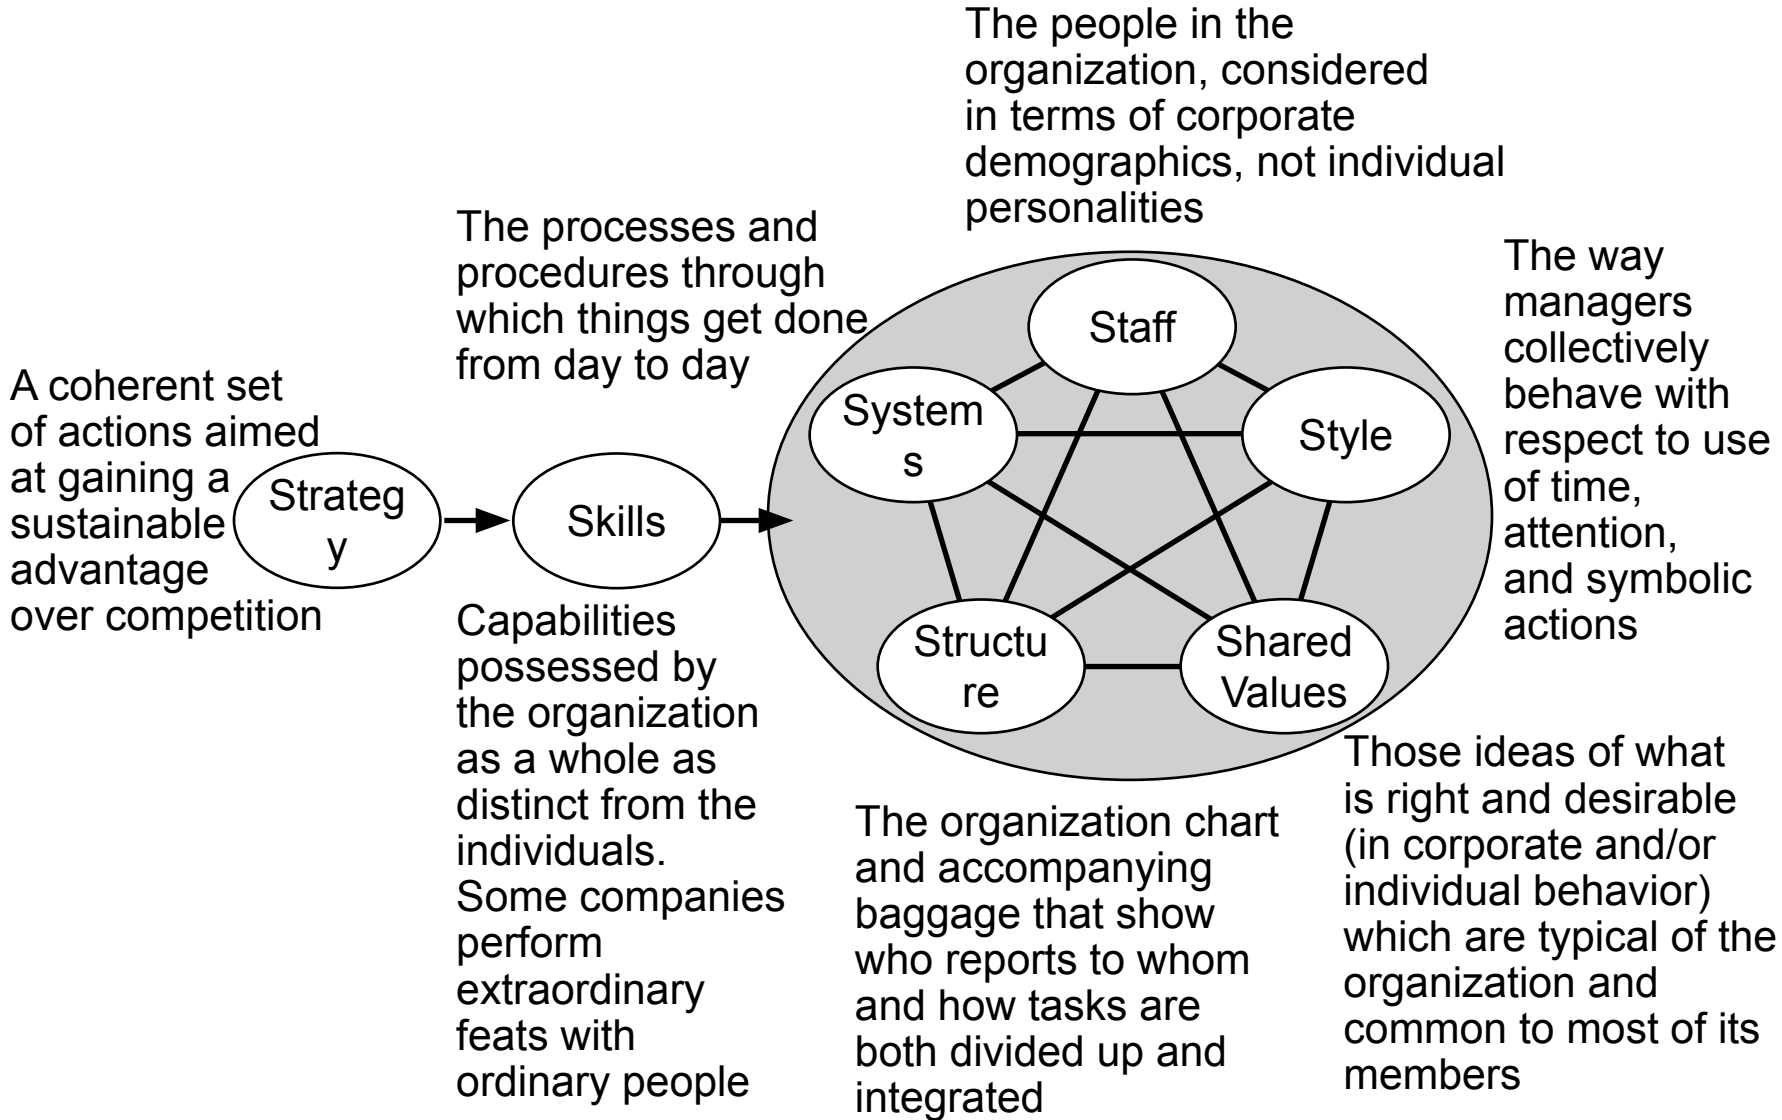 The people in the
organization, considered
in terms of corporate
demographics, not individual
personalities
The processes and
procedures through
which things get done
from day to day
The way
managers
collectively
behave with
respect to use
of time,
attention,
and symbolic
actions
A coherent set
of actions aimed
at gaining a
sustainable
advantage
over competition
Staff
System
s
Style
Strateg
y
Skills
Structu
re
Shared
Values
Capabilities
possessed by
the organization
as a whole as
distinct from the
individuals.
Some companies
perform
extraordinary
feats with
ordinary people
The organization chart
and accompanying
baggage that show
who reports to whom
and how tasks are
both divided up and
integrated
Those ideas of what
is right and desirable
(in corporate and/or
individual behavior)
which are typical of the
organization and
common to most of its
members